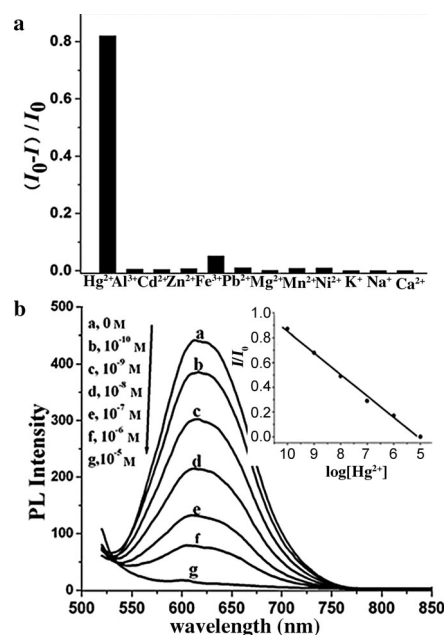 a
(I₀-I) / I₀
0.8
0.6
0.4
0.2
0.0
Hg²⁺ Al³⁺ Cd²⁺ Zn²⁺ Fe³⁺ Pb²⁺ Mg²⁺ Mn²⁺ Ni²⁺ K⁺ Na⁺ Ca²⁺
b
PL Intensity
500
400
300
200
100
0
a, 0 M
b, 10⁻¹⁰ M
c, 10⁻⁹ M
d, 10⁻⁸ M
e, 10⁻⁷ M
f, 10⁻⁶ M
g, 10⁻⁵ M
a
b
c
d
e
f
g
I/I₀
1.0
0.8
0.6
0.4
0.2
0.0
10 9 8 7 6 5
log[Hg²⁺]
500 550 600 650 700 750 800 850
wavelength (nm)